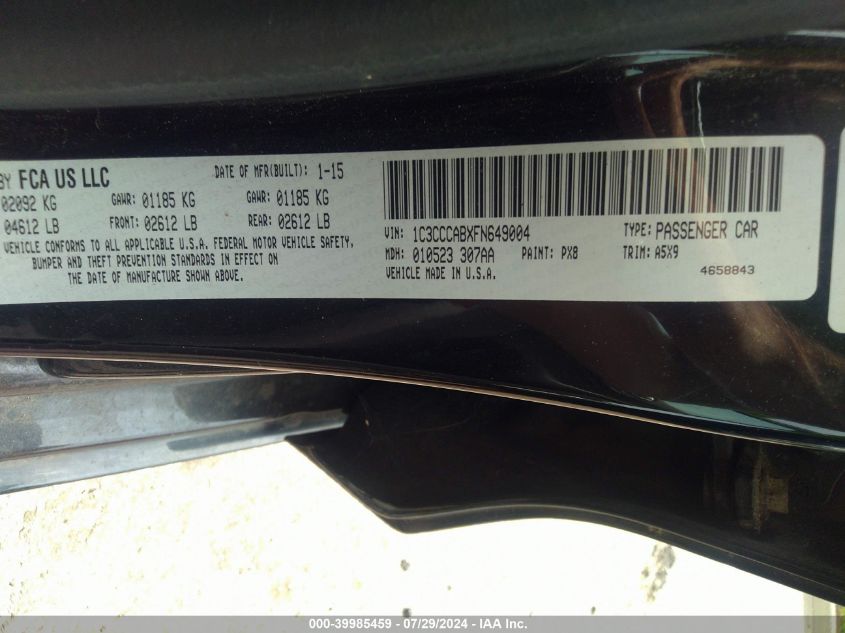 BY FCA US LLC DATE OF MFR(BUILT): 1-15
02092 KG GAWR: 01185 KG GAWR: 01185 KG
04612 LB FRONT: 02612 LB REAR: 02612 LB
VEHICLE CONFORMS TO ALL APPLICABLE U.S.A. FEDERAL MOTOR VEHICLE SAFETY,
BUMPER AND THEFT PREVENTION STANDARDS IN EFFECT ON
THE DATE OF MANUFACTURE SHOWN ABOVE.
VIN: 1C3CCCABXFN649004 TYPE: PASSENGER CAR
MDH: 010523 307AA PAINT: PX8 TRIM: A5X9
VEHICLE MADE IN U.S.A. 4658843
000-39985459 - 07/29/2024 - IAA Inc.